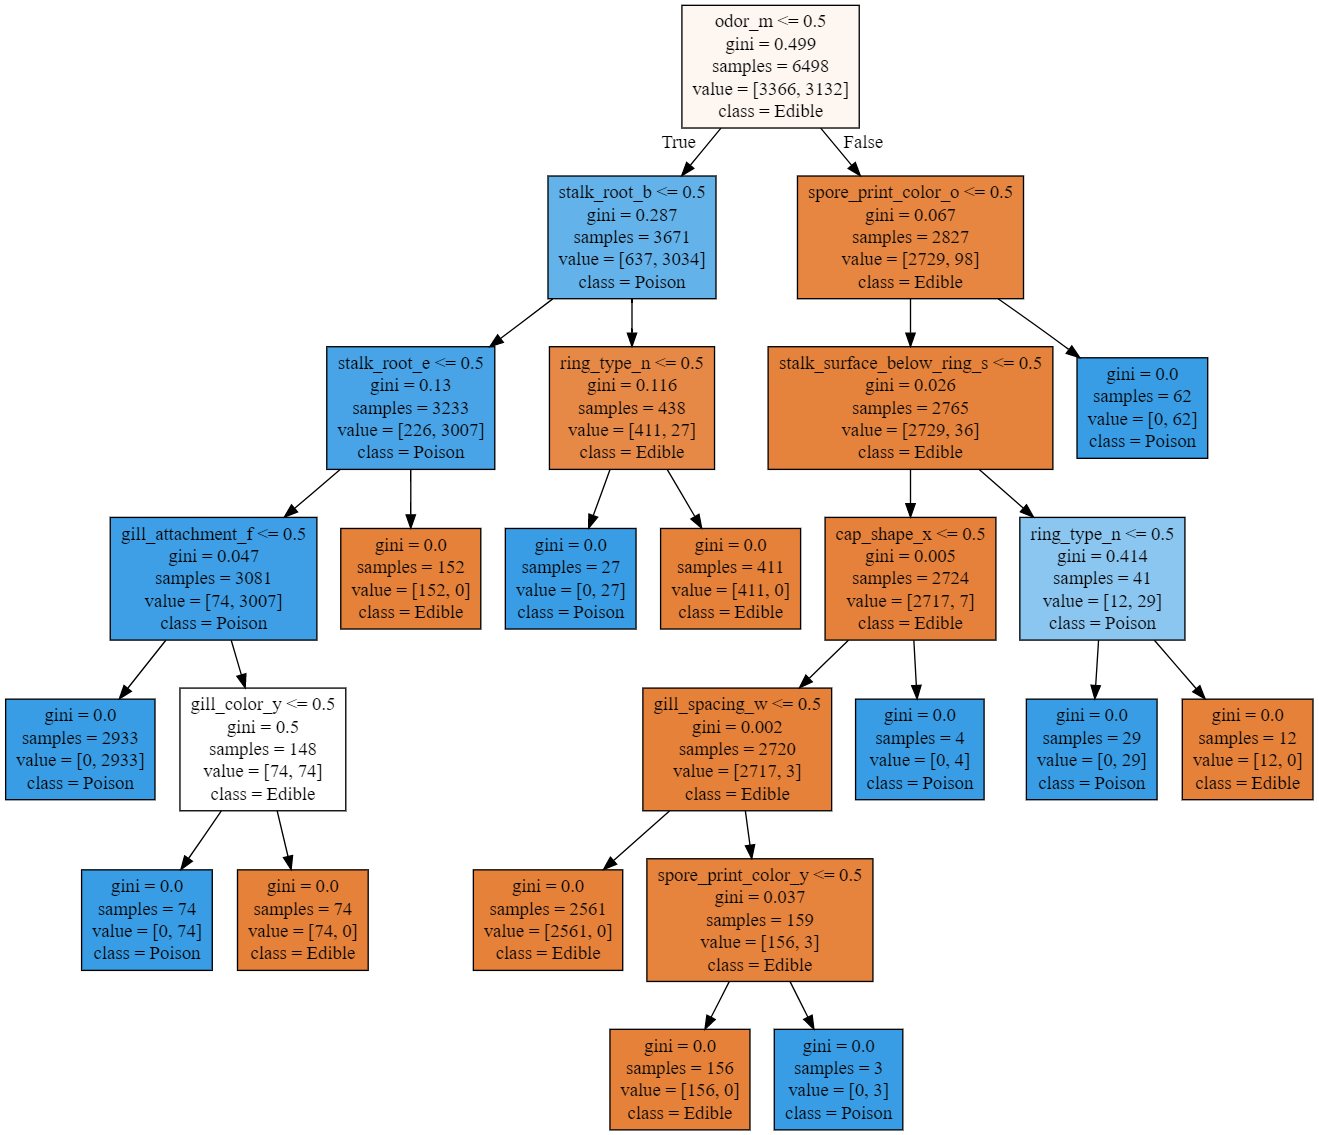 odor_m <= 0.5
gini = 0.499
samples = 6498
value = [3366, 3132]
class = Edible
True
False
stalk_root_b <= 0.5
gini = 0.287
samples = 3671
value = [637, 3034]
class = Poison
spore_print_color_o <= 0.5
gini = 0.067
samples = 2827
value = [2729, 98]
class = Edible
stalk_root_e <= 0.5
gini = 0.13
samples = 3233
value = [226, 3007]
class = Poison
ring_type_n <= 0.5
gini = 0.116
samples = 438
value = [411, 27]
class = Edible
stalk_surface_below_ring_s <= 0.5
gini = 0.026
samples = 2765
value = [2729, 36]
class = Edible
gini = 0.0
samples = 62
value = [0, 62]
class = Poison
gill_attachment_f <= 0.5
gini = 0.047
samples = 3081
value = [74, 3007]
class = Poison
gini = 0.0
samples = 152
value = [152, 0]
class = Edible
gini = 0.0
samples = 27
value = [0, 27]
class = Poison
gini = 0.0
samples = 411
value = [411, 0]
class = Edible
cap_shape_x <= 0.5
gini = 0.005
samples = 2724
value = [2717, 7]
class = Edible
ring_type_n <= 0.5
gini = 0.414
samples = 41
value = [12, 29]
class = Poison
gini = 0.0
samples = 2933
value = [0, 2933]
class = Poison
gill_color_y <= 0.5
gini = 0.5
samples = 148
value = [74, 74]
class = Edible
gill_spacing_w <= 0.5
gini = 0.002
samples = 2720
value = [2717, 3]
class = Edible
gini = 0.0
samples = 4
value = [0, 4]
class = Poison
gini = 0.0
samples = 29
value = [0, 29]
class = Poison
gini = 0.0
samples = 12
value = [12, 0]
class = Edible
gini = 0.0
samples = 74
value = [0, 74]
class = Poison
gini = 0.0
samples = 74
value = [74, 0]
class = Edible
gini = 0.0
samples = 2561
value = [2561, 0]
class = Edible
spore_print_color_y <= 0.5
gini = 0.037
samples = 159
value = [156, 3]
class = Edible
gini = 0.0
samples = 156
value = [156, 0]
class = Edible
gini = 0.0
samples = 3
value = [0, 3]
class = Poison